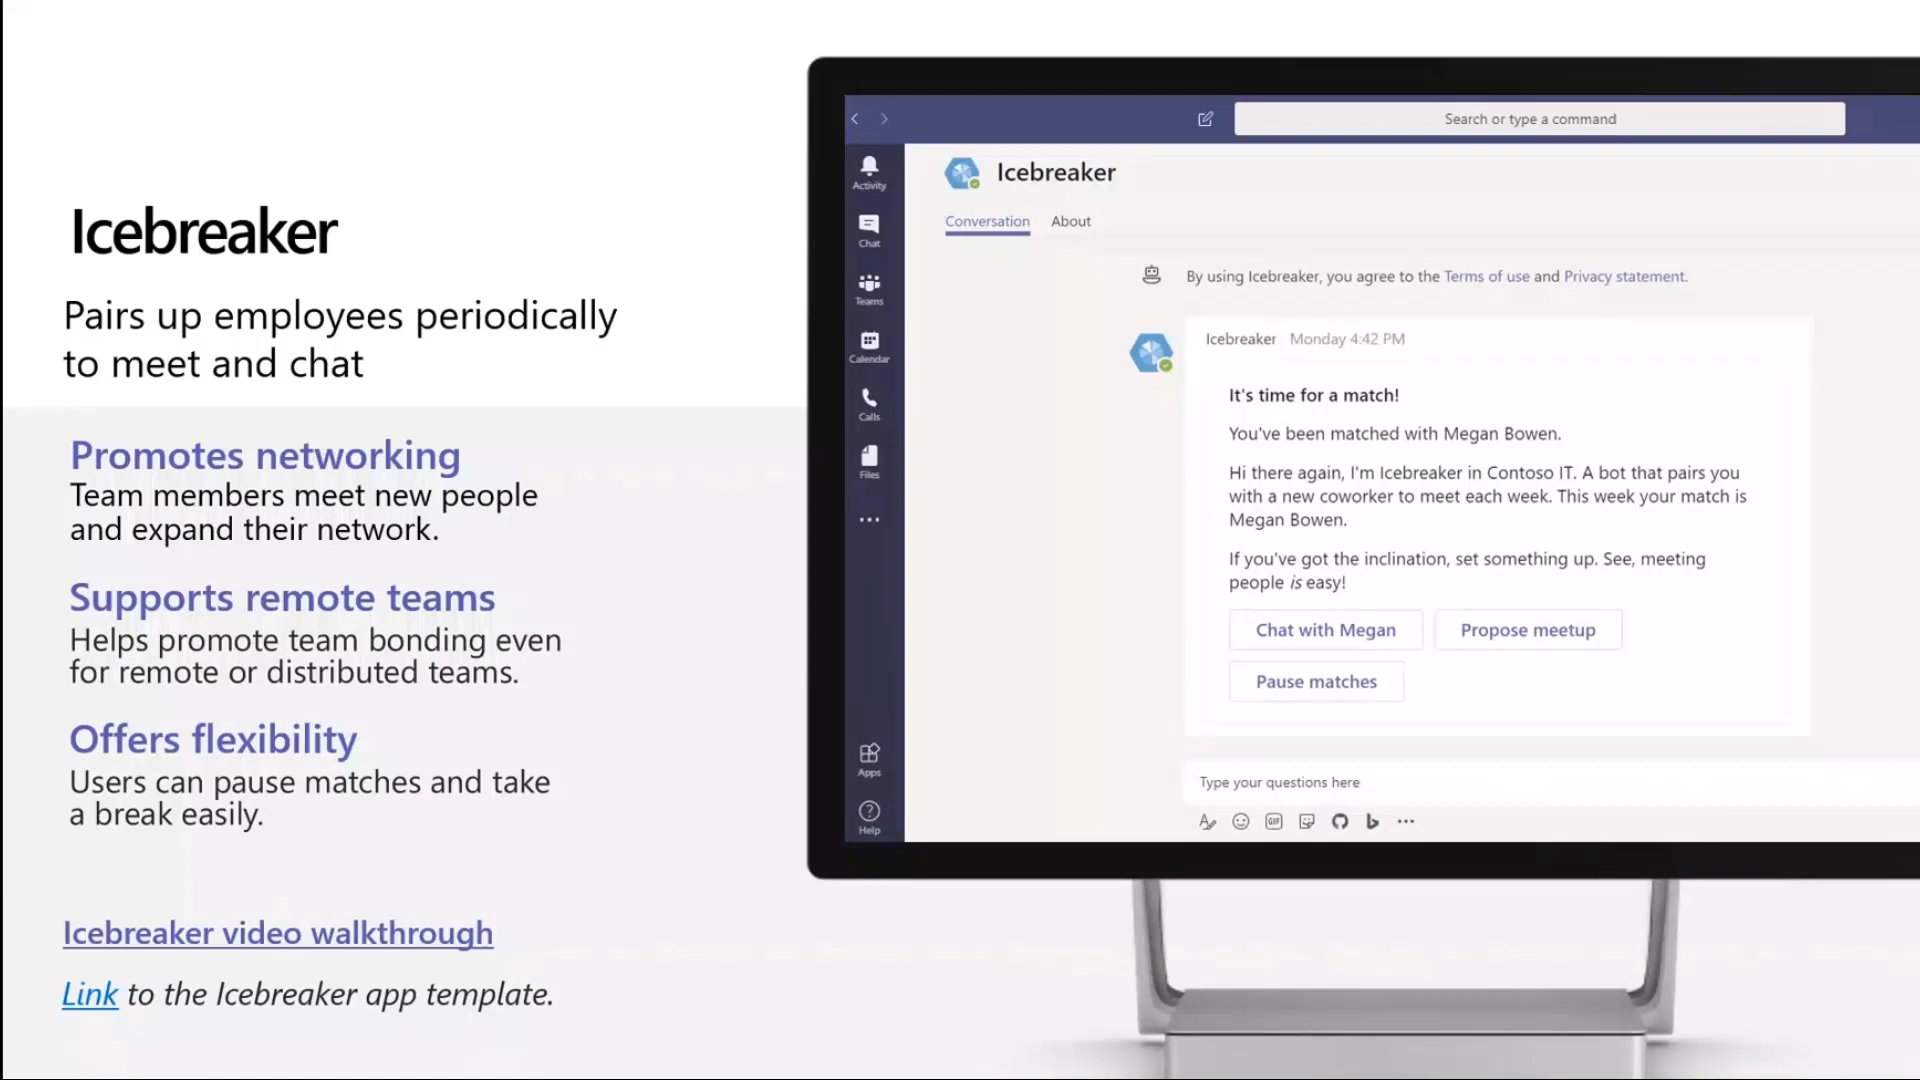 Icebreaker
Pairs up employees periodically
to meet and chat
Promotes networking
Team members meet new people
and expand their network.
Supports remote teams
Helps promote team bonding even
for remote or distributed teams.
Offers flexibility
Users can pause matches and take
a break easily.
Icebreaker video walkthrough
Link to the Icebreaker app template.
Search or type a command
Activity
Chat
Teams
Calendar
Calls
Files
Apps
Help
Icebreaker
Conversation About
By using Icebreaker, you agree to the Terms of use and Privacy statement.
Icebreaker Monday 4:42 PM
It's time for a match!
You've been matched with Megan Bowen.
Hi there again, I'm Icebreaker in Contoso IT. A bot that pairs you
with a new coworker to meet each week. This week your match is
Megan Bowen.
If you've got the inclination, set something up. See, meeting
people is easy!
Chat with Megan Propose meetup
Pause matches
Type your questions here
GIF